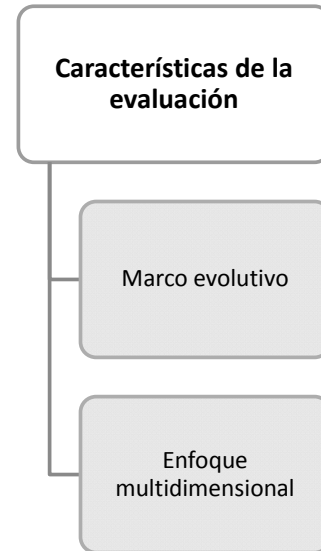 Características de la
evaluación
Marco evolutivo
Enfoque
multidimensional